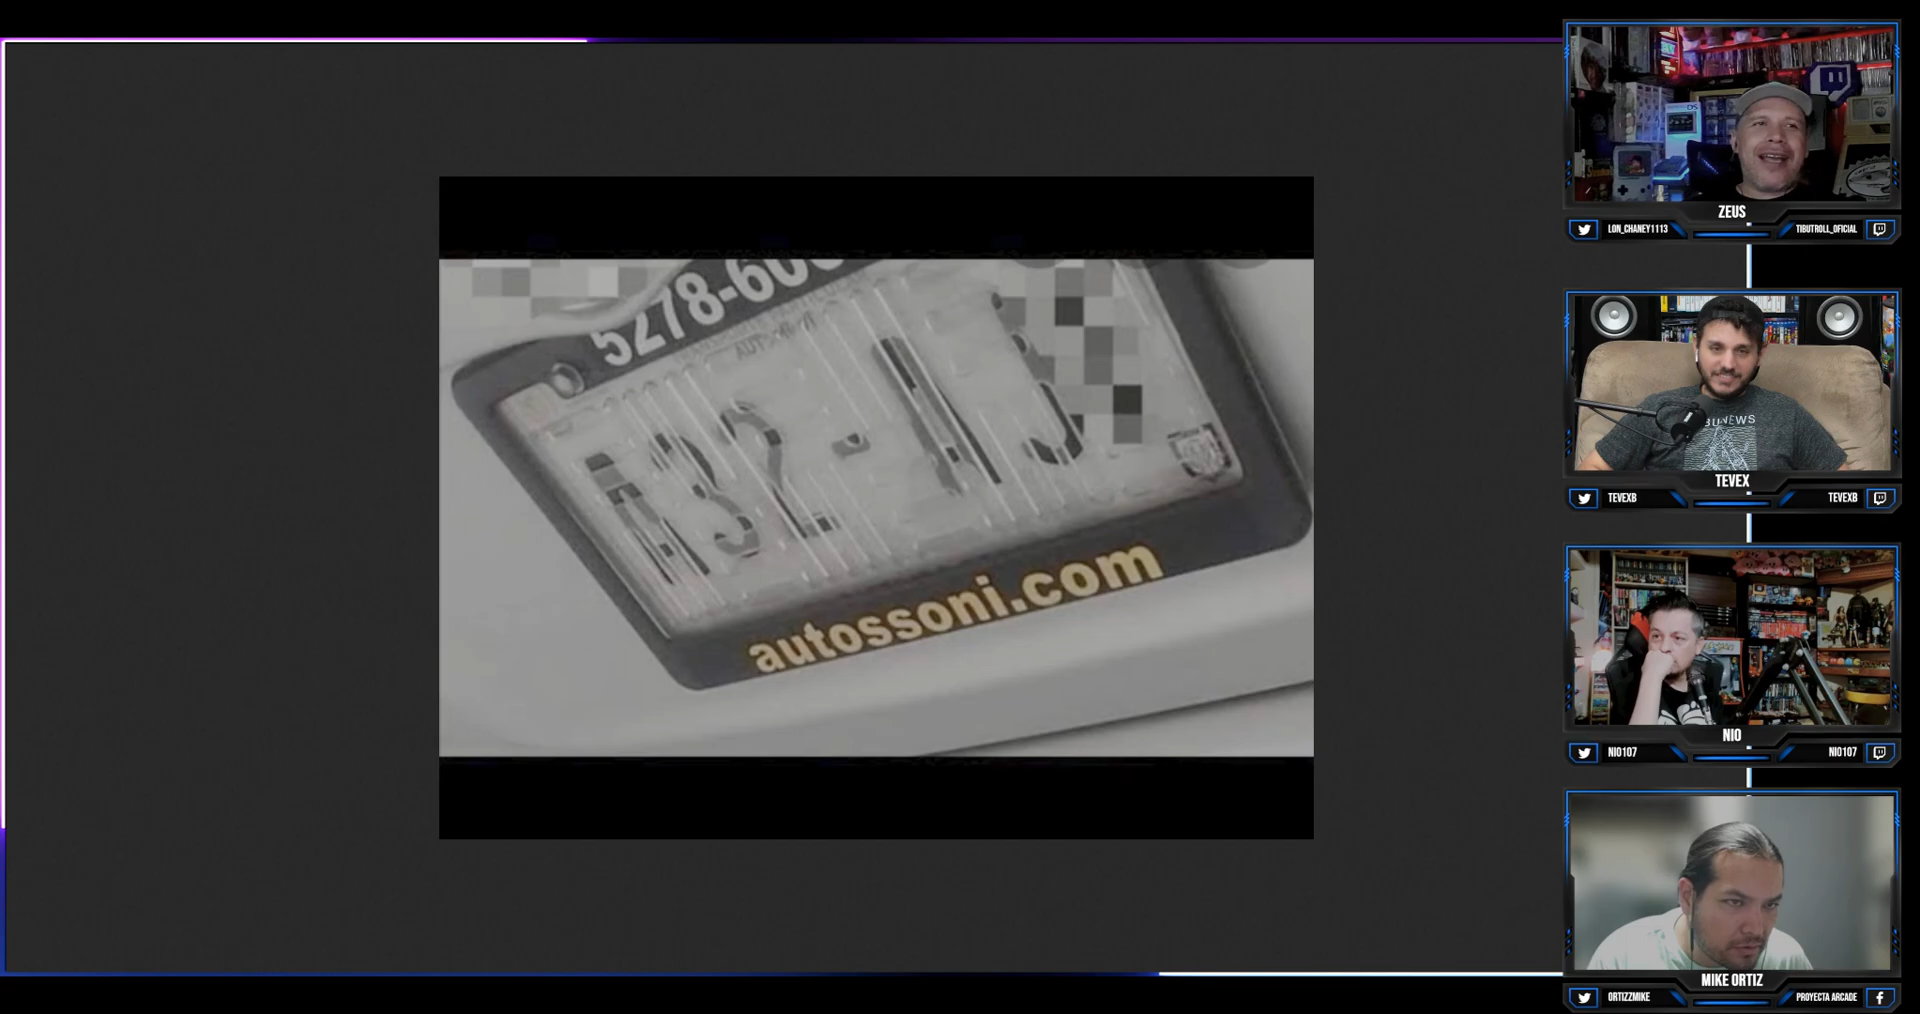 5278-60
autossoni.com
ZEUS
LON_CHANEY1113
TIBUTROLL_OFICIAL
TEVEX
TEVEXB
TEVEXB
NIO
NIO107
NIO107
MIKE ORTIZ
ORTIZZMIKE
PROYECTA ARCADE